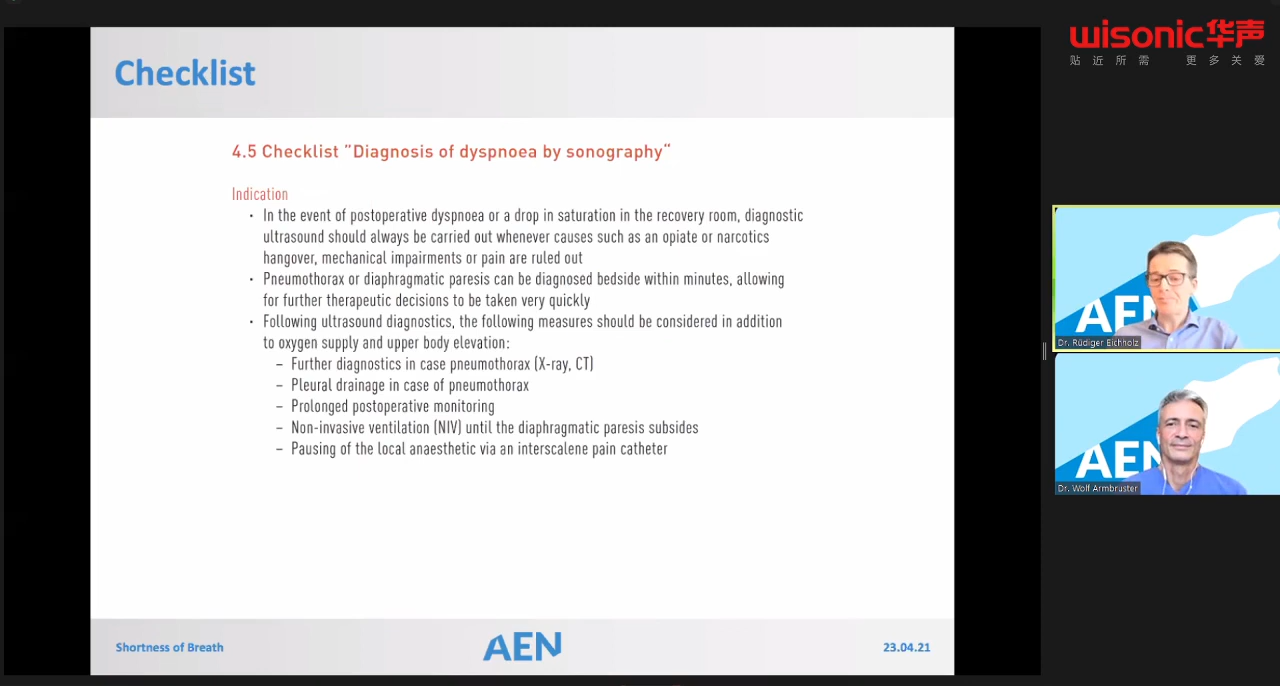 Checklist
4.5 Checklist "Diagnosis of dyspnoea by sonography“
Indication
· In the event of postoperative dyspnoea or a drop in saturation in the recovery room, diagnostic
ultrasound should always be carried out whenever causes such as an opiate or narcotics
hangover, mechanical impairments or pain are ruled out
· Pneumothorax or diaphragmatic paresis can be diagnosed bedside within minutes, allowing
for further therapeutic decisions to be taken very quickly
· Following ultrasound diagnostics, the following measures should be considered in addition
to oxygen supply and upper body elevation:
– Further diagnostics in case pneumothorax (X-ray, CT)
– Pleural drainage in case of pneumothorax
– Prolonged postoperative monitoring
– Non-invasive ventilation (NIV) until the diaphragmatic paresis subsides
– Pausing of the local anaesthetic via an interscalene pain catheter
Shortness of Breath
AEN
23.04.21
wisonic华声
贴近所需 更多关爱
AEN
Dr. Rüdiger Eichholz
AEN
Dr. Wolf Armbruster